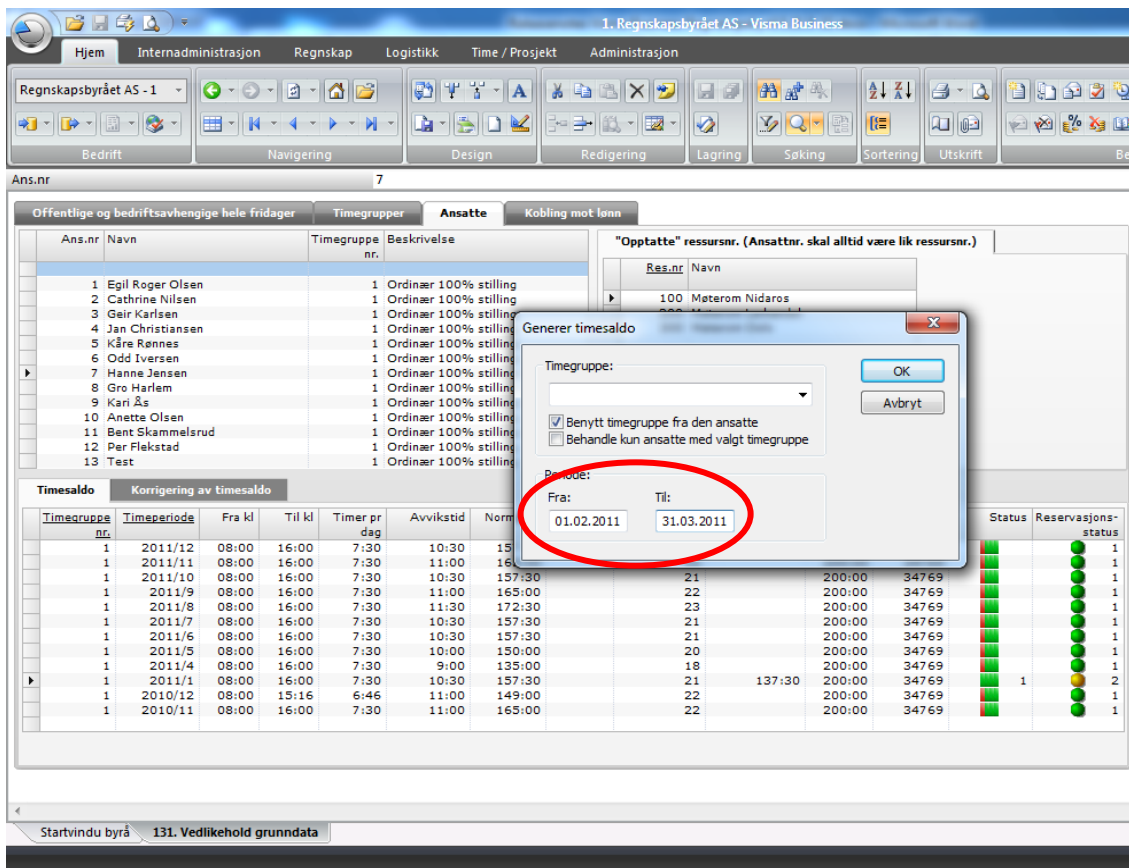 1. Regnskapsbyrået AS - Visma Business
Hjem Internadministrasjon Regnskap Logistikk Time / Prosjekt Administrasjon
Regnskapsbyrået AS - 1
Bedrift Navigering Design Redigering Lagring Søking Sortering Utskrift
Ans.nr 7
Offentlige og bedriftsavhengige hele fridager Timegrupper Ansatte Kobling mot lønn
Ans.nr Navn Timegruppe nr. Beskrivelse
1 Egil Roger Olsen 1 Ordinær 100% stilling
2 Cathrine Nilsen 1 Ordinær 100% stilling
3 Geir Karlsen 1 Ordinær 100% stilling
4 Jan Christiansen 1 Ordinær 100% stilling
5 Kåre Rønnes 1 Ordinær 100% stilling
6 Odd Iversen 1 Ordinær 100% stilling
7 Hanne Jensen 1 Ordinær 100% stilling
8 Gro Harlem 1 Ordinær 100% stilling
9 Kari Ås 1 Ordinær 100% stilling
10 Anette Olsen 1 Ordinær 100% stilling
11 Bent Skammelsrud 1 Ordinær 100% stilling
12 Per Flekstad 1 Ordinær 100% stilling
13 Test 1 Ordinær 100% stilling
"Opptatte" ressursnr. (Ansattnr. skal alltid være lik ressursnr.)
Res.nr Navn
100 Møterom Nidaros
Generer timesaldo
Timegruppe:
OK
Avbryt
Benytt timegruppe fra den ansatte
Behandle kun ansatte med valgt timegruppe
Periode:
Fra: Til:
01.02.2011 31.03.2011
Timesaldo Korrigering av timesaldo
Timegruppe nr. Timeperiode Fra kl Til kl Timer pr dag Avvikstid Norm Status Reservasjons-status
1 2011/12 08:00 16:00 7:30 10:30 15 1
1 2011/11 08:00 16:00 7:30 11:00 16 1
1 2011/10 08:00 16:00 7:30 10:30 157:30 21 200:00 34769 1
1 2011/9 08:00 16:00 7:30 11:00 165:00 22 200:00 34769 1
1 2011/8 08:00 16:00 7:30 11:30 172:30 23 200:00 34769 1
1 2011/7 08:00 16:00 7:30 10:30 157:30 21 200:00 34769 1
1 2011/6 08:00 16:00 7:30 10:30 157:30 21 200:00 34769 1
1 2011/5 08:00 16:00 7:30 10:00 150:00 20 200:00 34769 1
1 2011/4 08:00 16:00 7:30 9:00 135:00 18 200:00 34769 1
1 2011/1 08:00 16:00 7:30 10:30 157:30 21 137:30 200:00 34769 1 2
1 2010/12 08:00 15:16 6:46 11:00 149:00 22 200:00 34769 1
1 2010/11 08:00 16:00 7:30 11:00 165:00 22 200:00 34769 1
Startvindu byrå 131. Vedlikehold grunndata